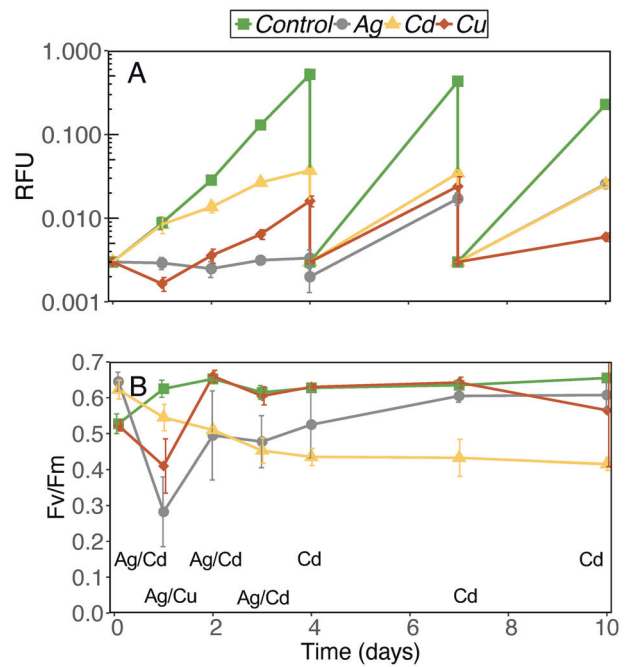 Control Ag Cd Cu
A
1.000
0.100
0.010
0.001
RFU
B
0.7
0.6
0.5
0.4
0.3
0.2
0.1
0.0
Fv/Fm
Ag/Cd Ag/Cd Cd Cd
Ag/Cu Ag/Cd Cd
0 2 4 6 8 10
Time (days)